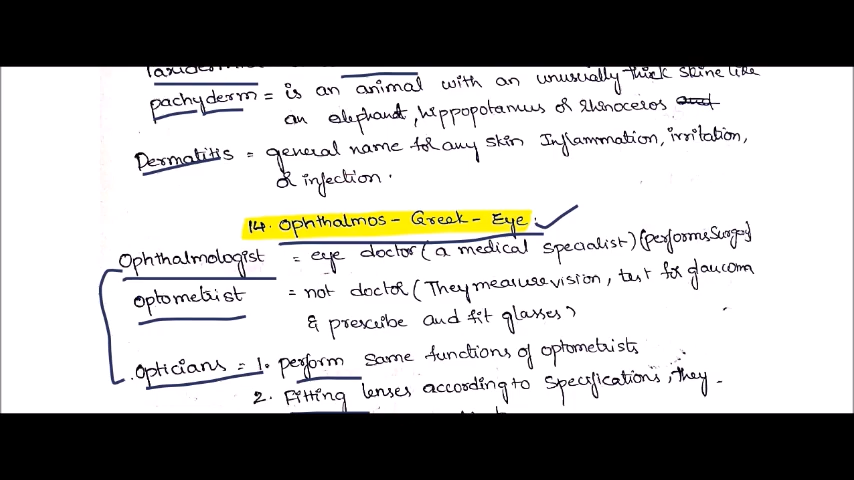 pachyderm = is an animal with an unusually thick skine like
an elephant, hippopotamus or rhinoceros and
Dermatitis = general name for any skin Inflammation, irritation,
or infection.
14. Ophthalmos - Greek - Eye.
Ophthalmologist = eye doctor (a medical specialist) {performs Surgery}
optometrist = not doctor (They measure vision, test for glaucoma
& prescribe and fit glasses)
Opticians = 1. perform same functions of optometrists
2. Fitting lenses according to specifications, they